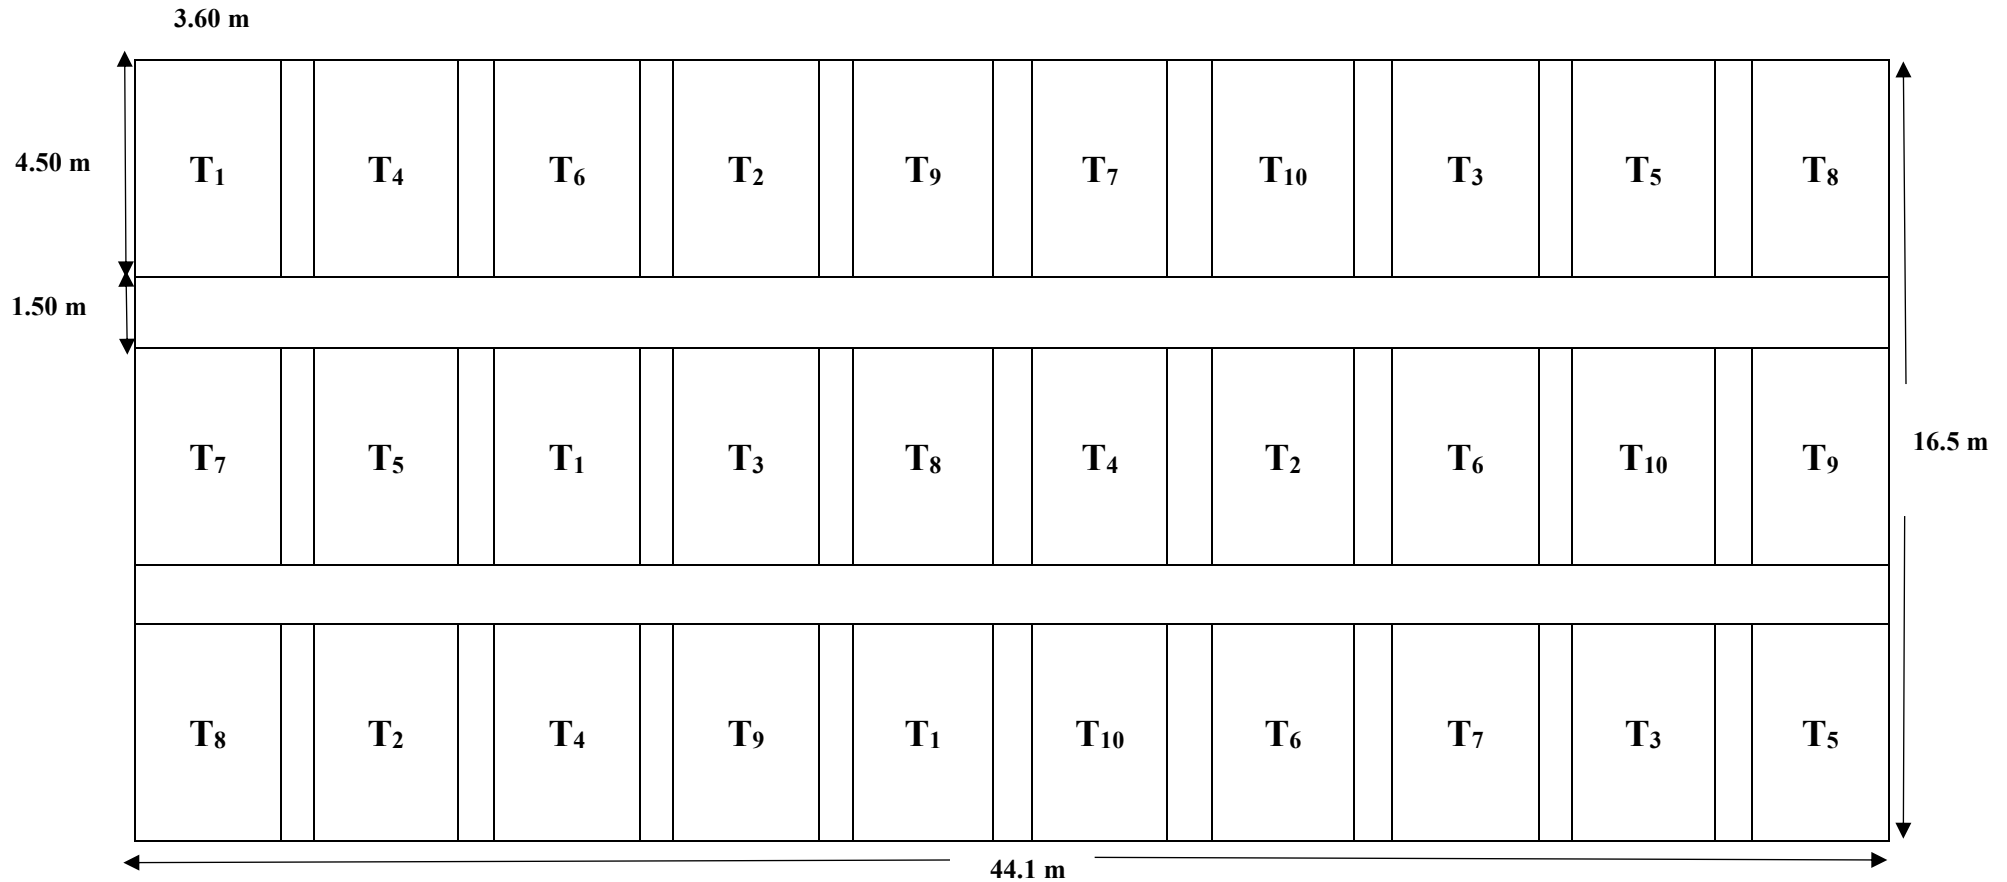 3.60 m
4.50 m
T₁ T₄ T₆ T₂ T₉ T₇ T₁₀ T₃ T₅ T₈
1.50 m
T₇ T₅ T₁ T₃ T₈ T₄ T₂ T₆ T₁₀ T₉
16.5 m
T₈ T₂ T₄ T₉ T₁ T₁₀ T₆ T₇ T₃ T₅
44.1 m